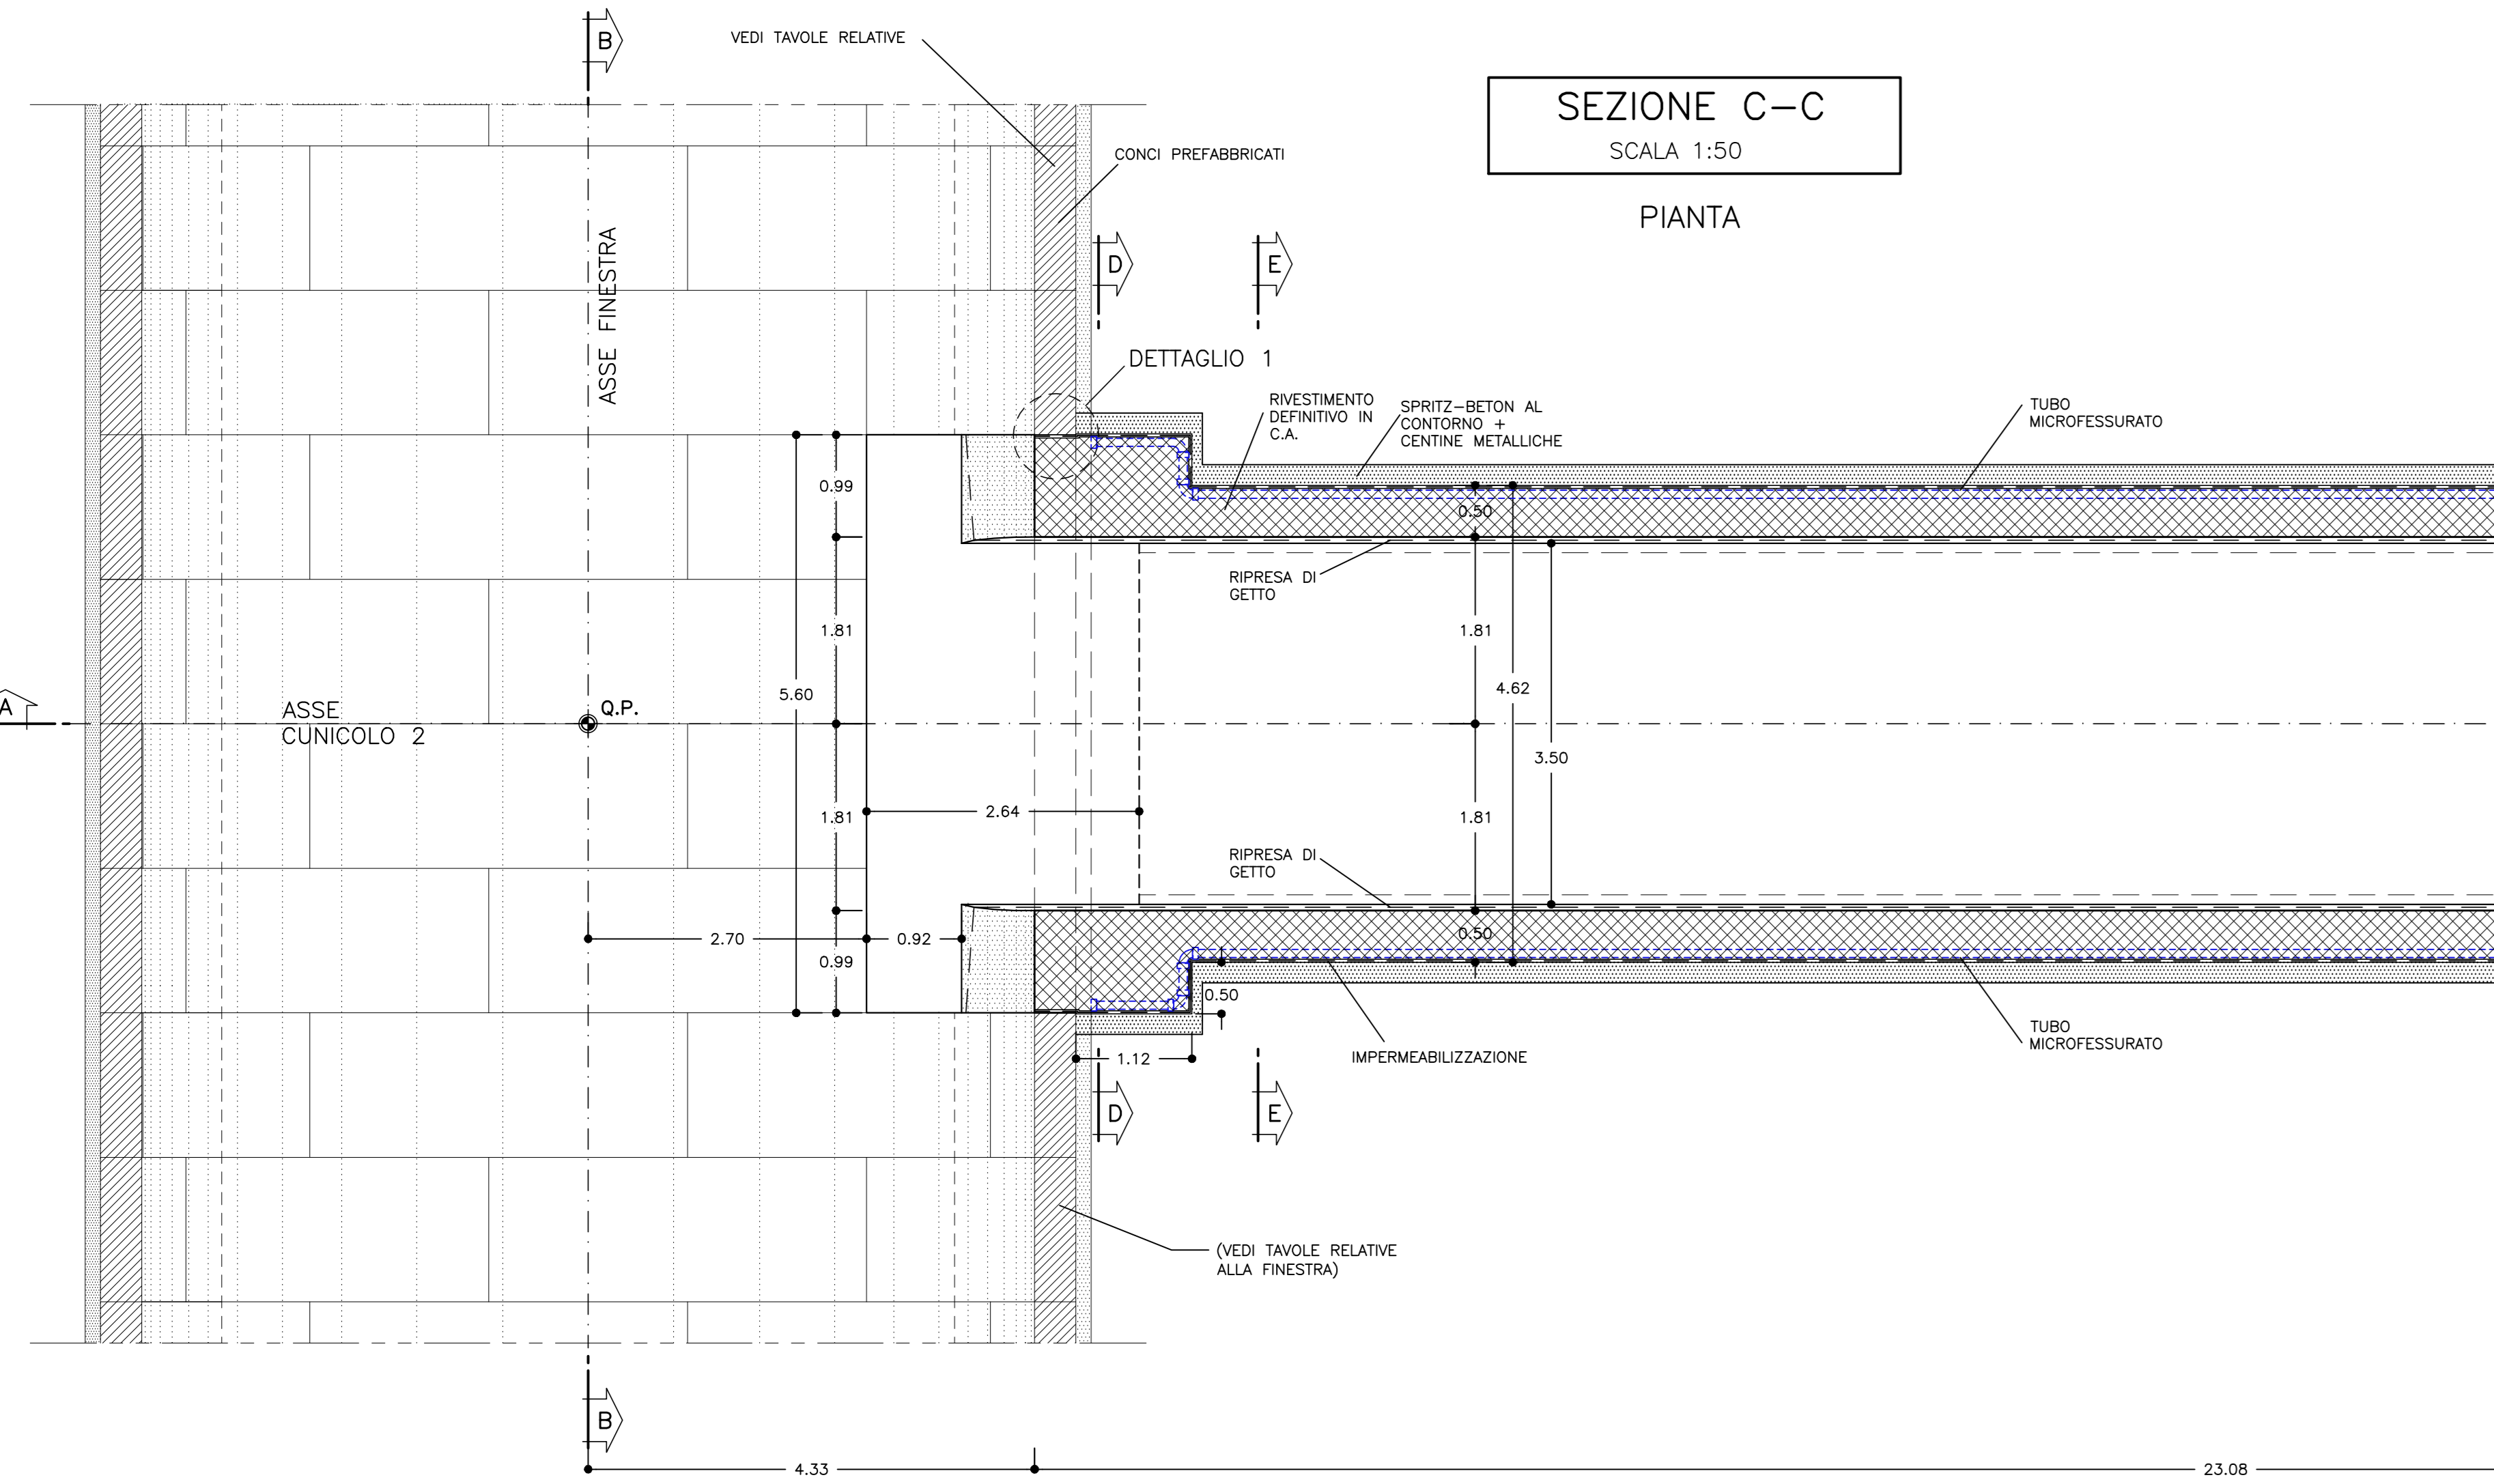 B
VEDI TAVOLE RELATIVE
SEZIONE C-C
SCALA 1:50
PIANTA
CONCI PREFABBRICATI
ASSE FINESTRA
D
E
DETTAGLIO 1
RIVESTIMENTO
DEFINITIVO IN
C.A.
SPRITZ-BETON AL
CONTORNO +
CENTINE METALLICHE
TUBO
MICROFESSURATO
0.99
0.50
RIPRESA DI
GETTO
1.81
1.81
5.60
4.62
A
ASSE
CUNICOLO 2
Q.P.
3.50
2.64
1.81
1.81
RIPRESA DI
GETTO
2.70
0.92
0.99
0.50
0.50
1.12
IMPERMEABILIZZAZIONE
TUBO
MICROFESSURATO
D
E
(VEDI TAVOLE RELATIVE
ALLA FINESTRA)
B
4.33
23.08